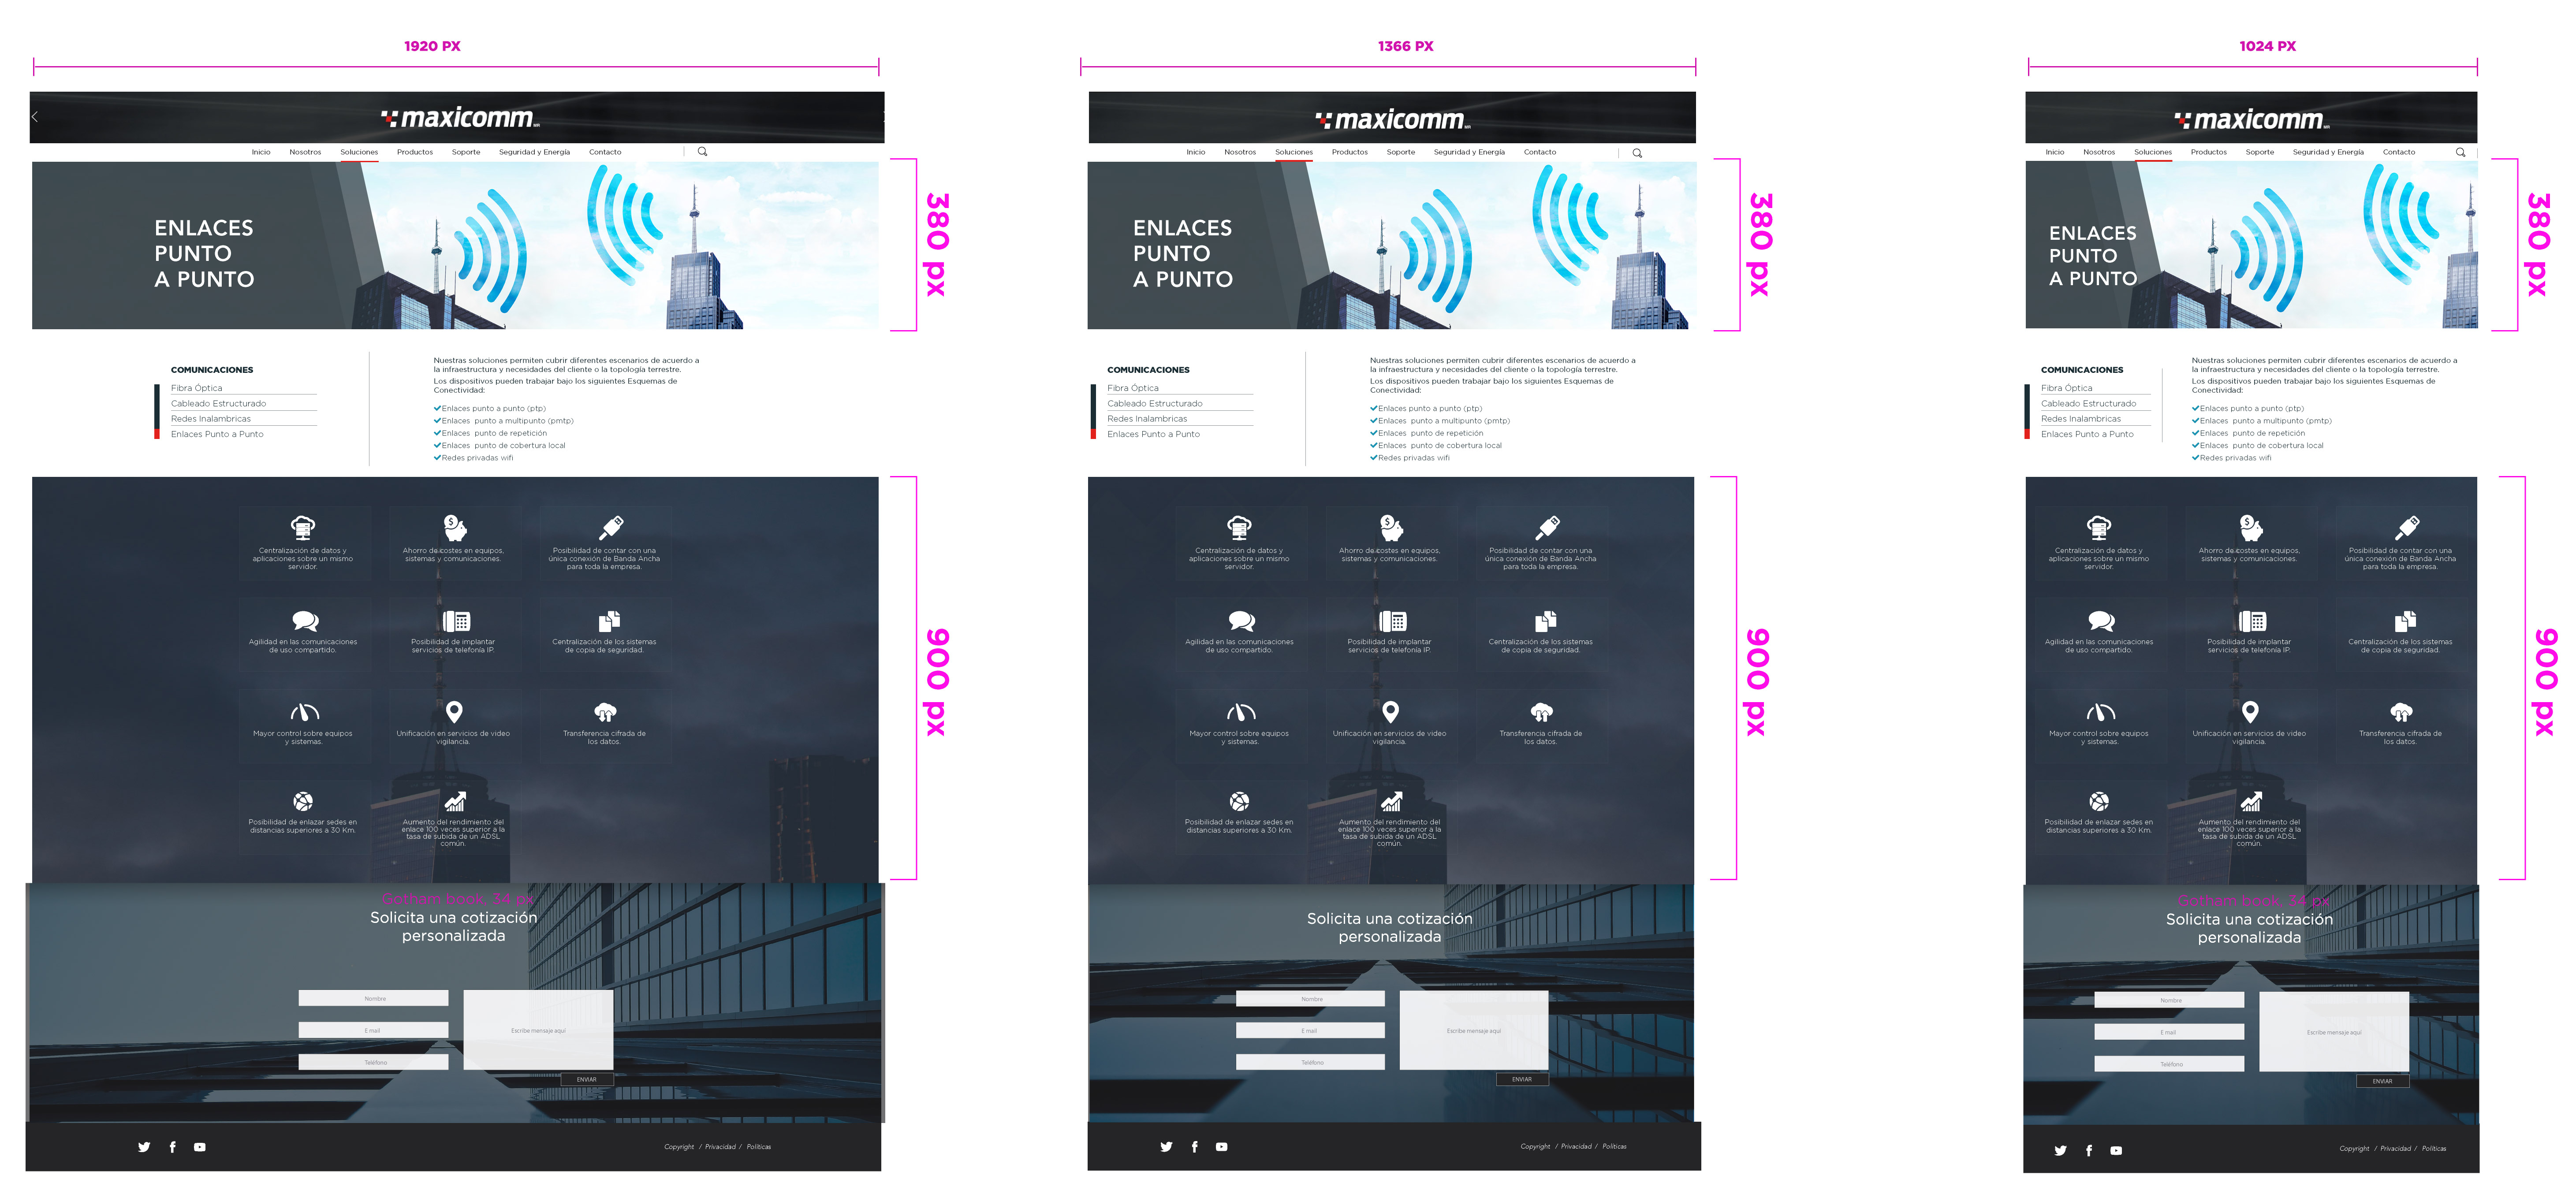 1920 PX
maxicomm
Inicio Nosotros Soluciones Productos Soporte Seguridad y Energía Contacto
ENLACES
PUNTO
A PUNTO
380 px
COMUNICACIONES
Fibra Óptica
Cableado Estructurado
Redes Inalambricas
Enlaces Punto a Punto
Nuestras soluciones permiten cubrir diferentes escenarios de acuerdo a
la infraestructura y necesidades del cliente o la topología terrestre.
Los dispositivos pueden trabajar bajo los siguientes Esquemas de
Conectividad:
Enlaces punto a punto (ptp)
Enlaces punto a multipunto (pmtp)
Enlaces punto de repetición
Enlaces punto de cobertura local
Redes privadas wifi
Centralización de datos y
aplicaciones sobre un mismo
servidor.
Ahorro de costes en equipos,
sistemas y comunicaciones.
Posibilidad de contar con una
única conexión de Banda Ancha
para toda la empresa.
Agilidad en las comunicaciones
de uso compartido.
Posibilidad de implantar
servicios de telefonía IP.
Centralización de los sistemas
de copia de seguridad.
Mayor control sobre equipos
y sistemas.
Unificación en servicios de video
vigilancia.
Transferencia cifrada de
los datos.
Posibilidad de enlazar sedes en
distancias superiores a 30 Km.
Aumento del rendimiento del
enlace 100 veces superior a la
tasa de subida de un ADSL
común.
900 px
Gotham book 34 px
Solicita una cotización
personalizada
Nombre
E mail
Teléfono
Escribe mensaje aqui
ENVIAR
Copyright / Privacidad / Políticas
1366 PX
maxicomm
Inicio Nosotros Soluciones Productos Soporte Seguridad y Energía Contacto
ENLACES
PUNTO
A PUNTO
380 px
COMUNICACIONES
Fibra Óptica
Cableado Estructurado
Redes Inalambricas
Enlaces Punto a Punto
Nuestras soluciones permiten cubrir diferentes escenarios de acuerdo a
la infraestructura y necesidades del cliente o la topología terrestre.
Los dispositivos pueden trabajar bajo los siguientes Esquemas de
Conectividad:
Enlaces punto a punto (ptp)
Enlaces punto a multipunto (pmtp)
Enlaces punto de repetición
Enlaces punto de cobertura local
Redes privadas wifi
Centralización de datos y
aplicaciones sobre un mismo
servidor.
Ahorro de costes en equipos,
sistemas y comunicaciones.
Posibilidad de contar con una
única conexión de Banda Ancha
para toda la empresa.
Agilidad en las comunicaciones
de uso compartido.
Posibilidad de implantar
servicios de telefonía IP.
Centralización de los sistemas
de copia de seguridad.
Mayor control sobre equipos
y sistemas.
Unificación en servicios de video
vigilancia.
Transferencia cifrada de
los datos.
Posibilidad de enlazar sedes en
distancias superiores a 30 Km.
Aumento del rendimiento del
enlace 100 veces superior a la
tasa de subida de un ADSL
común.
900 px
Solicita una cotización
personalizada
Nombre
E mail
Teléfono
Escribe mensaje aqui
ENVIAR
Copyright / Privacidad / Políticas
1024 PX
maxicomm
Inicio Nosotros Soluciones Productos Soporte Seguridad y Energía Contacto
ENLACES
PUNTO
A PUNTO
380 px
COMUNICACIONES
Fibra Óptica
Cableado Estructurado
Redes Inalambricas
Enlaces Punto a Punto
Nuestras soluciones permiten cubrir diferentes escenarios de acuerdo a
la infraestructura y necesidades del cliente o la topología terrestre.
Los dispositivos pueden trabajar bajo los siguientes Esquemas de
Conectividad:
Enlaces punto a punto (ptp)
Enlaces punto a multipunto (pmtp)
Enlaces punto de repetición
Enlaces punto de cobertura local
Redes privadas wifi
Centralización de datos y
aplicaciones sobre un mismo
servidor.
Ahorro de costes en equipos,
sistemas y comunicaciones.
Posibilidad de contar con una
única conexión de Banda Ancha
para toda la empresa.
Agilidad en las comunicaciones
de uso compartido.
Posibilidad de implantar
servicios de telefonía IP.
Centralización de los sistemas
de copia de seguridad.
Mayor control sobre equipos
y sistemas.
Unificación en servicios de video
vigilancia.
Transferencia cifrada de
los datos.
Posibilidad de enlazar sedes en
distancias superiores a 30 Km.
Aumento del rendimiento del
enlace 100 veces superior a la
tasa de subida de un ADSL
común.
900 px
Gotham book 34 px
Solicita una cotización
personalizada
Nombre
E mail
Teléfono
Escribe mensaje aqui
ENVIAR
Copyright / Privacidad / Políticas